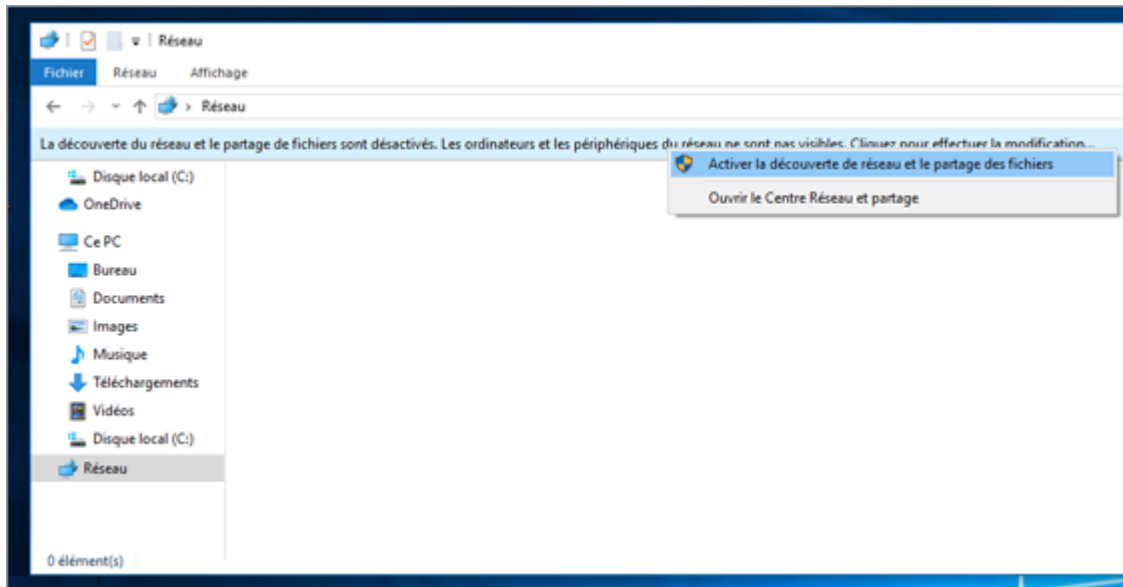 Réseau
Fichier Réseau Affichage
Réseau
La découverte du réseau et le partage de fichiers sont désactivés. Les ordinateurs et les périphériques du réseau ne sont pas visibles. Cliquez pour effectuer la modification...
Activer la découverte de réseau et le partage des fichiers
Ouvrir le Centre Réseau et partage
Disque local (C:)
OneDrive
Ce PC
Bureau
Documents
Images
Musique
Téléchargements
Vidéos
Disque local (C:)
Réseau
0 élément(s)